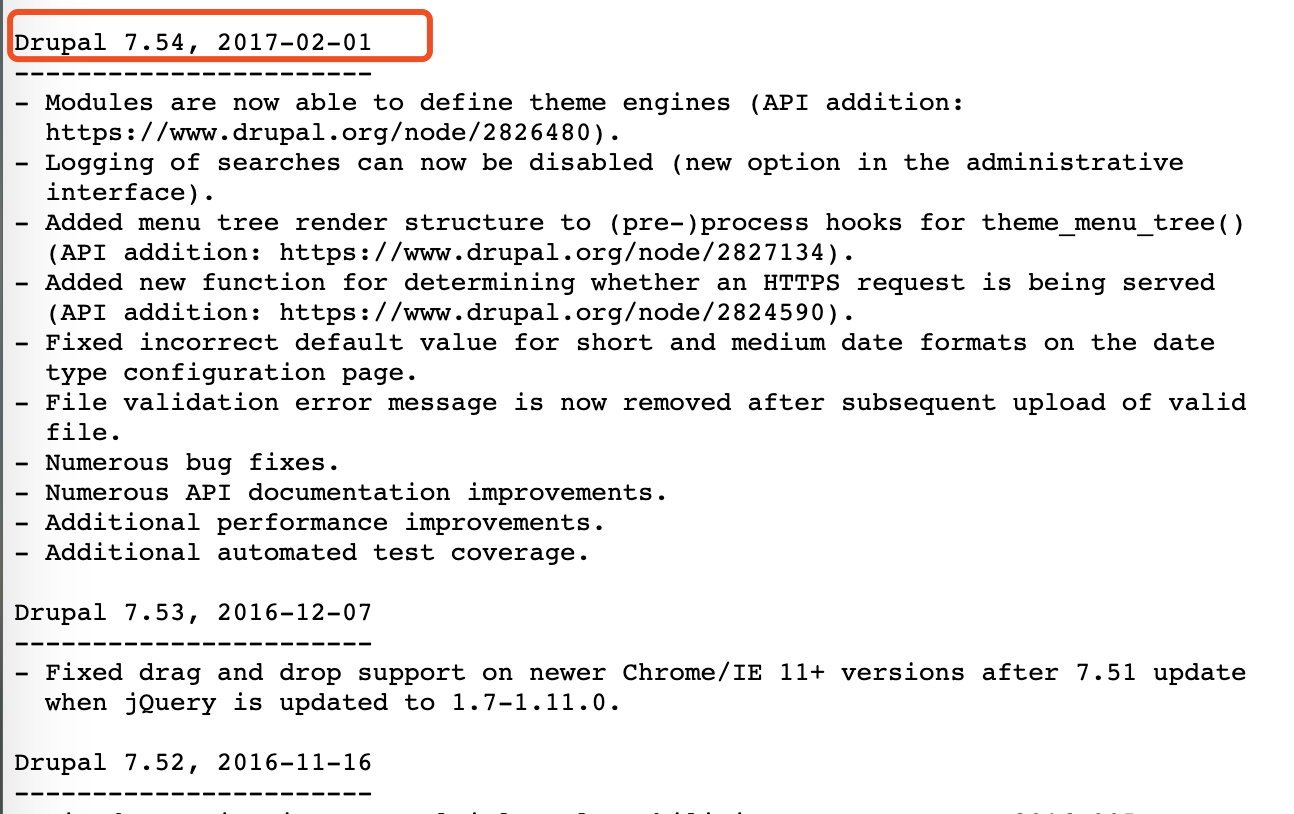 Drupal 7.54, 2017-02-01
-----------------------
- Modules are now able to define theme engines (API addition:
https://www.drupal.org/node/2826480).
- Logging of searches can now be disabled (new option in the administrative
interface).
- Added menu tree render structure to (pre-)process hooks for theme_menu_tree()
(API addition: https://www.drupal.org/node/2827134).
- Added new function for determining whether an HTTPS request is being served
(API addition: https://www.drupal.org/node/2824590).
- Fixed incorrect default value for short and medium date formats on the date
type configuration page.
- File validation error message is now removed after subsequent upload of valid
file.
- Numerous bug fixes.
- Numerous API documentation improvements.
- Additional performance improvements.
- Additional automated test coverage.
Drupal 7.53, 2016-12-07
-----------------------
- Fixed drag and drop support on newer Chrome/IE 11+ versions after 7.51 update
when jQuery is updated to 1.7-1.11.0.
Drupal 7.52, 2016-11-16
-----------------------